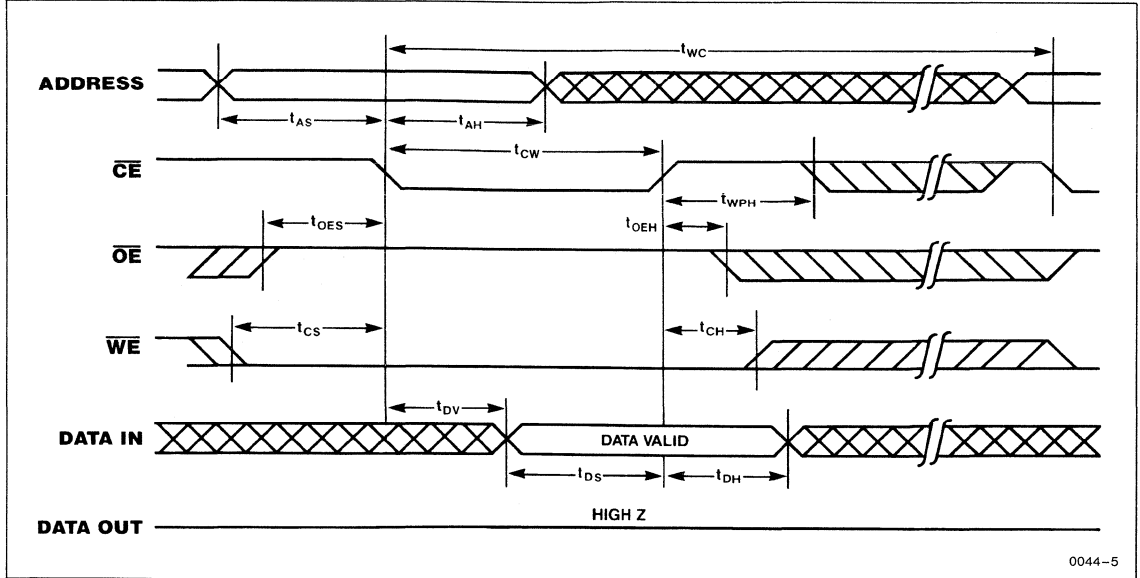 tWC
ADDRESS
tAS
tAH
tCW
CE
tWPH
tOES
tOEH
OE
tCS
tCH
WE
tDV
DATA IN
DATA VALID
tDS
tDH
HIGH Z
DATA OUT
0044-5